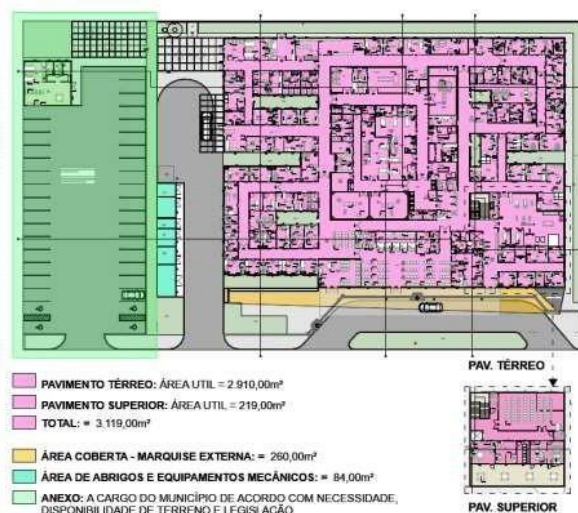 PAV. TÉRREO
PAVIMENTO TÉRREO: ÁREA UTIL = 2.910,00m²
PAVIMENTO SUPERIOR: ÁREA UTIL = 219,00m²
TOTAL: = 3.119,00m²
ÁREA COBERTA - MARQUISE EXTERNA: = 260,00m²
ÁREA DE ABRIGOS E EQUIPAMENTOS MECÂNICOS: = 84,00m²
ANEXO: A CARGO DO MUNICÍPIO DE ACORDO COM NECESSIDADE,
DISPONIBILIDADE DE TERRENO E LEGISLAÇÃO
PAV. SUPERIOR